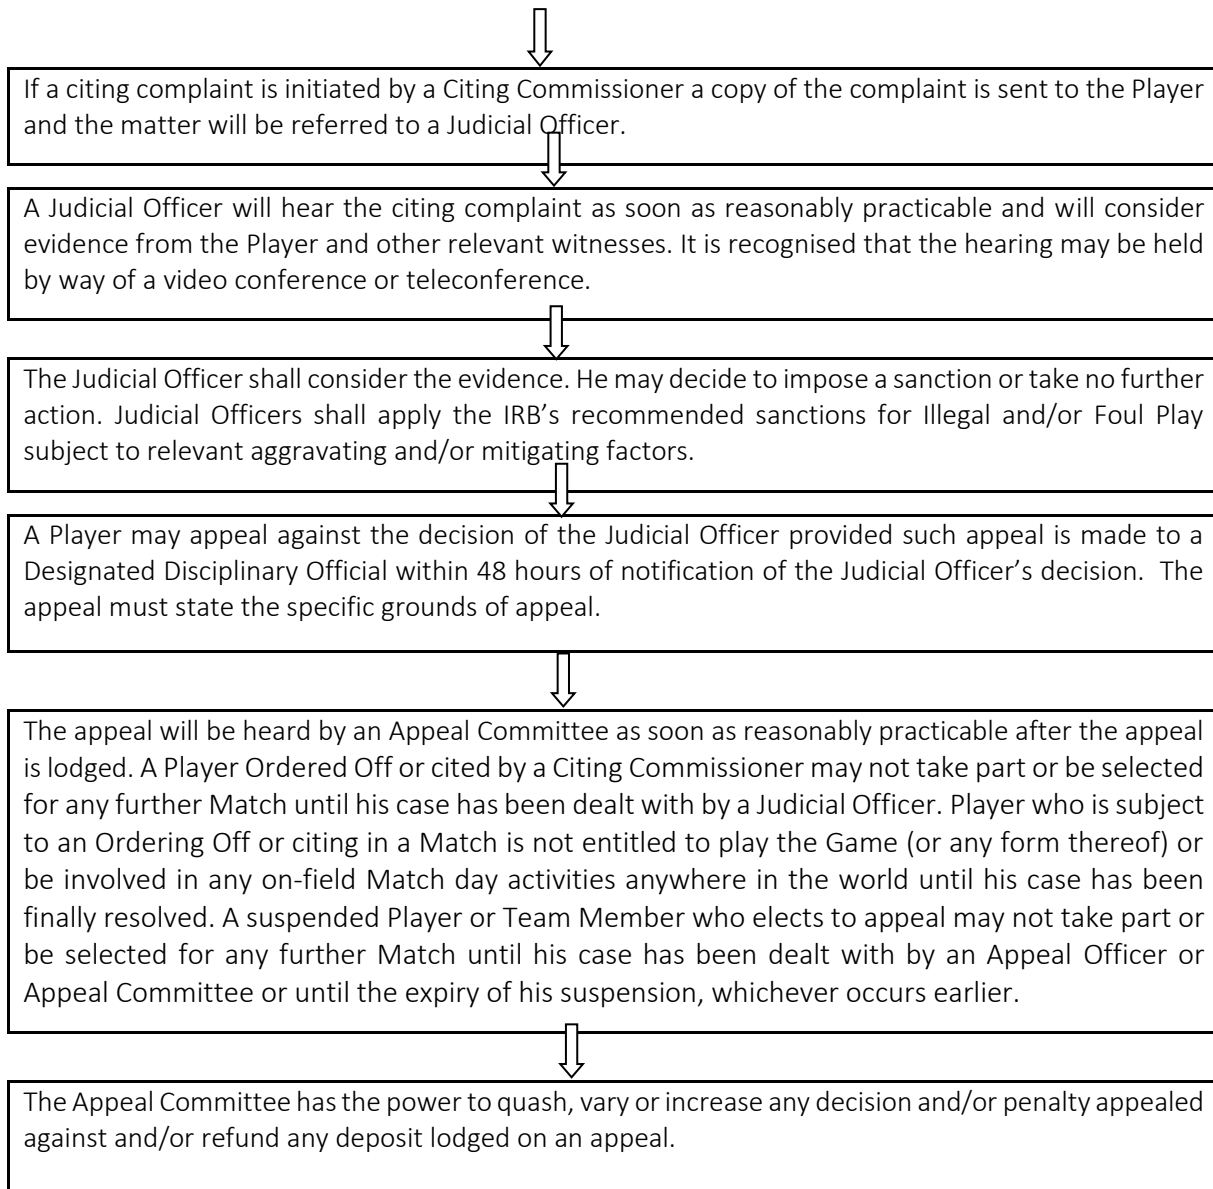 If a citing complaint is initiated by a Citing Commissioner a copy of the complaint is sent to the Player
and the matter will be referred to a Judicial Officer.
A Judicial Officer will hear the citing complaint as soon as reasonably practicable and will consider
evidence from the Player and other relevant witnesses. It is recognised that the hearing may be held
by way of a video conference or teleconference.
The Judicial Officer shall consider the evidence. He may decide to impose a sanction or take no further
action. Judicial Officers shall apply the IRB’s recommended sanctions for Illegal and/or Foul Play
subject to relevant aggravating and/or mitigating factors.
A Player may appeal against the decision of the Judicial Officer provided such appeal is made to a
Designated Disciplinary Official within 48 hours of notification of the Judicial Officer’s decision. The
appeal must state the specific grounds of appeal.
The appeal will be heard by an Appeal Committee as soon as reasonably practicable after the appeal
is lodged. A Player Ordered Off or cited by a Citing Commissioner may not take part or be selected
for any further Match until his case has been dealt with by a Judicial Officer. Player who is subject
to an Ordering Off or citing in a Match is not entitled to play the Game (or any form thereof) or
be involved in any on-field Match day activities anywhere in the world until his case has been
finally resolved. A suspended Player or Team Member who elects to appeal may not take part or
be selected for any further Match until his case has been dealt with by an Appeal Officer or
Appeal Committee or until the expiry of his suspension, whichever occurs earlier.
The Appeal Committee has the power to quash, vary or increase any decision and/or penalty appealed
against and/or refund any deposit lodged on an appeal.